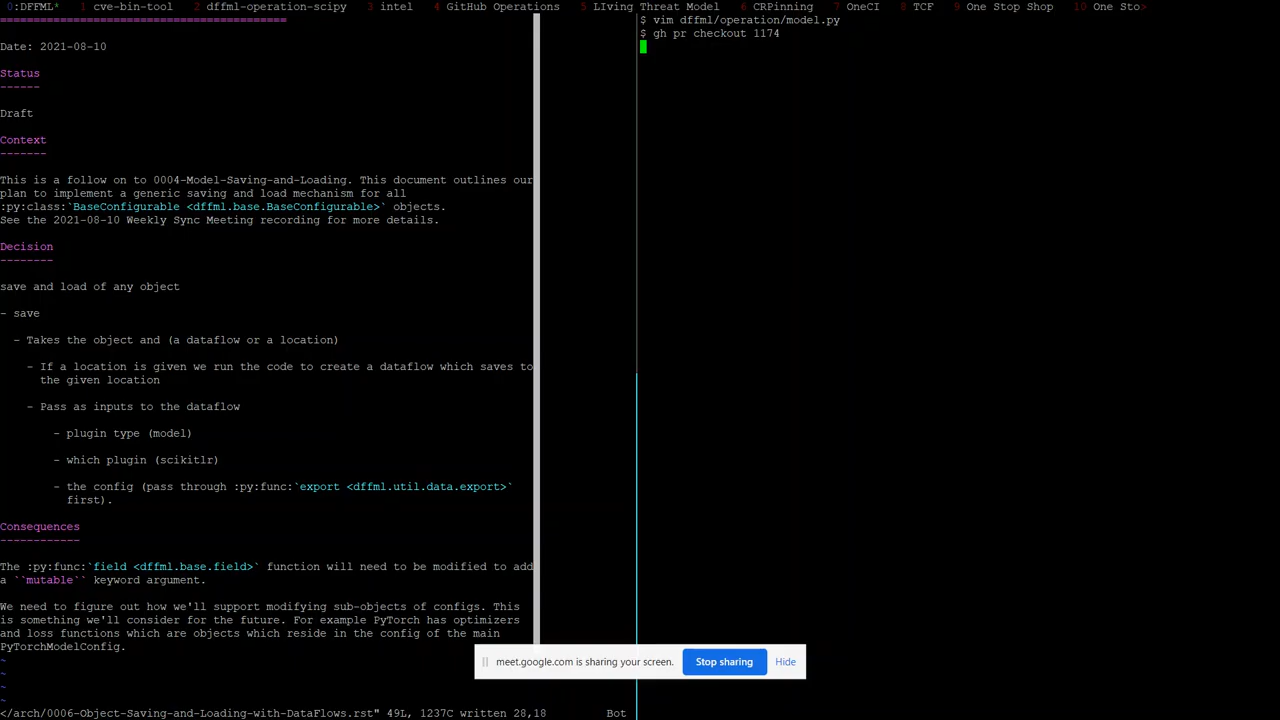 0:DFFML* 1 cve-bin-tool 2 dffml-operation-scipy 3 intel 4 GitHub Operations 5 LIving Threat Model 6 CRPinning 7 OneCI 8 TCF 9 One Stop Shop 10 One Sto>
===========================================
Date: 2021-08-10
Status
------
Draft
Context
-------
This is a follow on to 0004-Model-Saving-and-Loading. This document outlines our
plan to implement a generic saving and load mechanism for all
:py:class:`BaseConfigurable <dffml.base.BaseConfigurable>` objects.
See the 2021-08-10 Weekly Sync Meeting recording for more details.
Decision
--------
save and load of any object
- save
- Takes the object and (a dataflow or a location)
- If a location is given we run the code to create a dataflow which saves to
the given location
- Pass as inputs to the dataflow
- plugin type (model)
- which plugin (scikitlr)
- the config (pass through :py:func:`export <dffml.util.data.export>`
first).
Consequences
------------
The :py:func:`field <dffml.base.field>` function will need to be modified to add
a ``mutable`` keyword argument.
We need to figure out how we'll support modifying sub-objects of configs. This
is something we'll consider for the future. For example PyTorch has optimizers
and loss functions which are objects which reside in the config of the main
PyTorchModelConfig.
~
~
~
~
</arch/0006-Object-Saving-and-Loading-with-DataFlows.rst" 49L, 1237C written 28,18 Bot
$ vim dffml/operation/model.py
$ gh pr checkout 1174
meet.google.com is sharing your screen.
Stop sharing
Hide